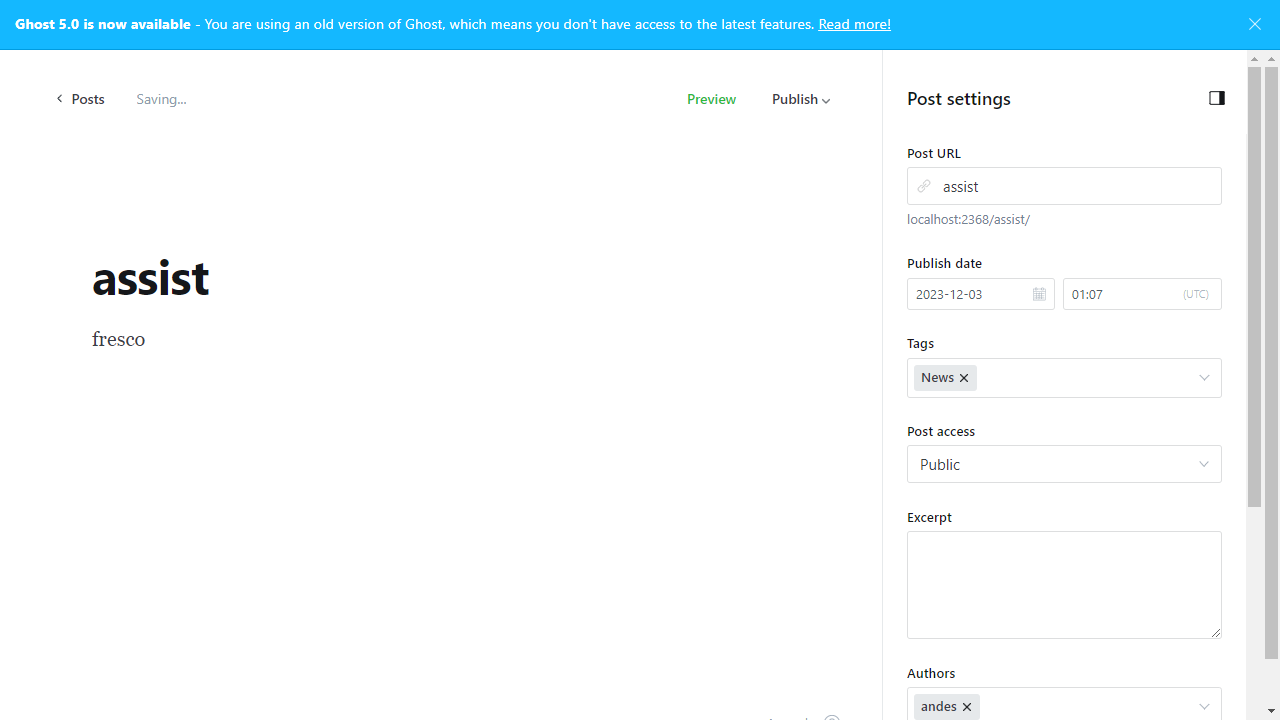 Ghost 5.0 is now available - You are using an old version of Ghost, which means you don't have access to the latest features. Read more!
Posts
Saving...
Preview
Publish
assist
fresco
Post settings
Post URL
assist
localhost:2368/assist/
Publish date
2023-12-03
01:07
(UTC)
Tags
News
Post access
Public
Excerpt
Authors
andes